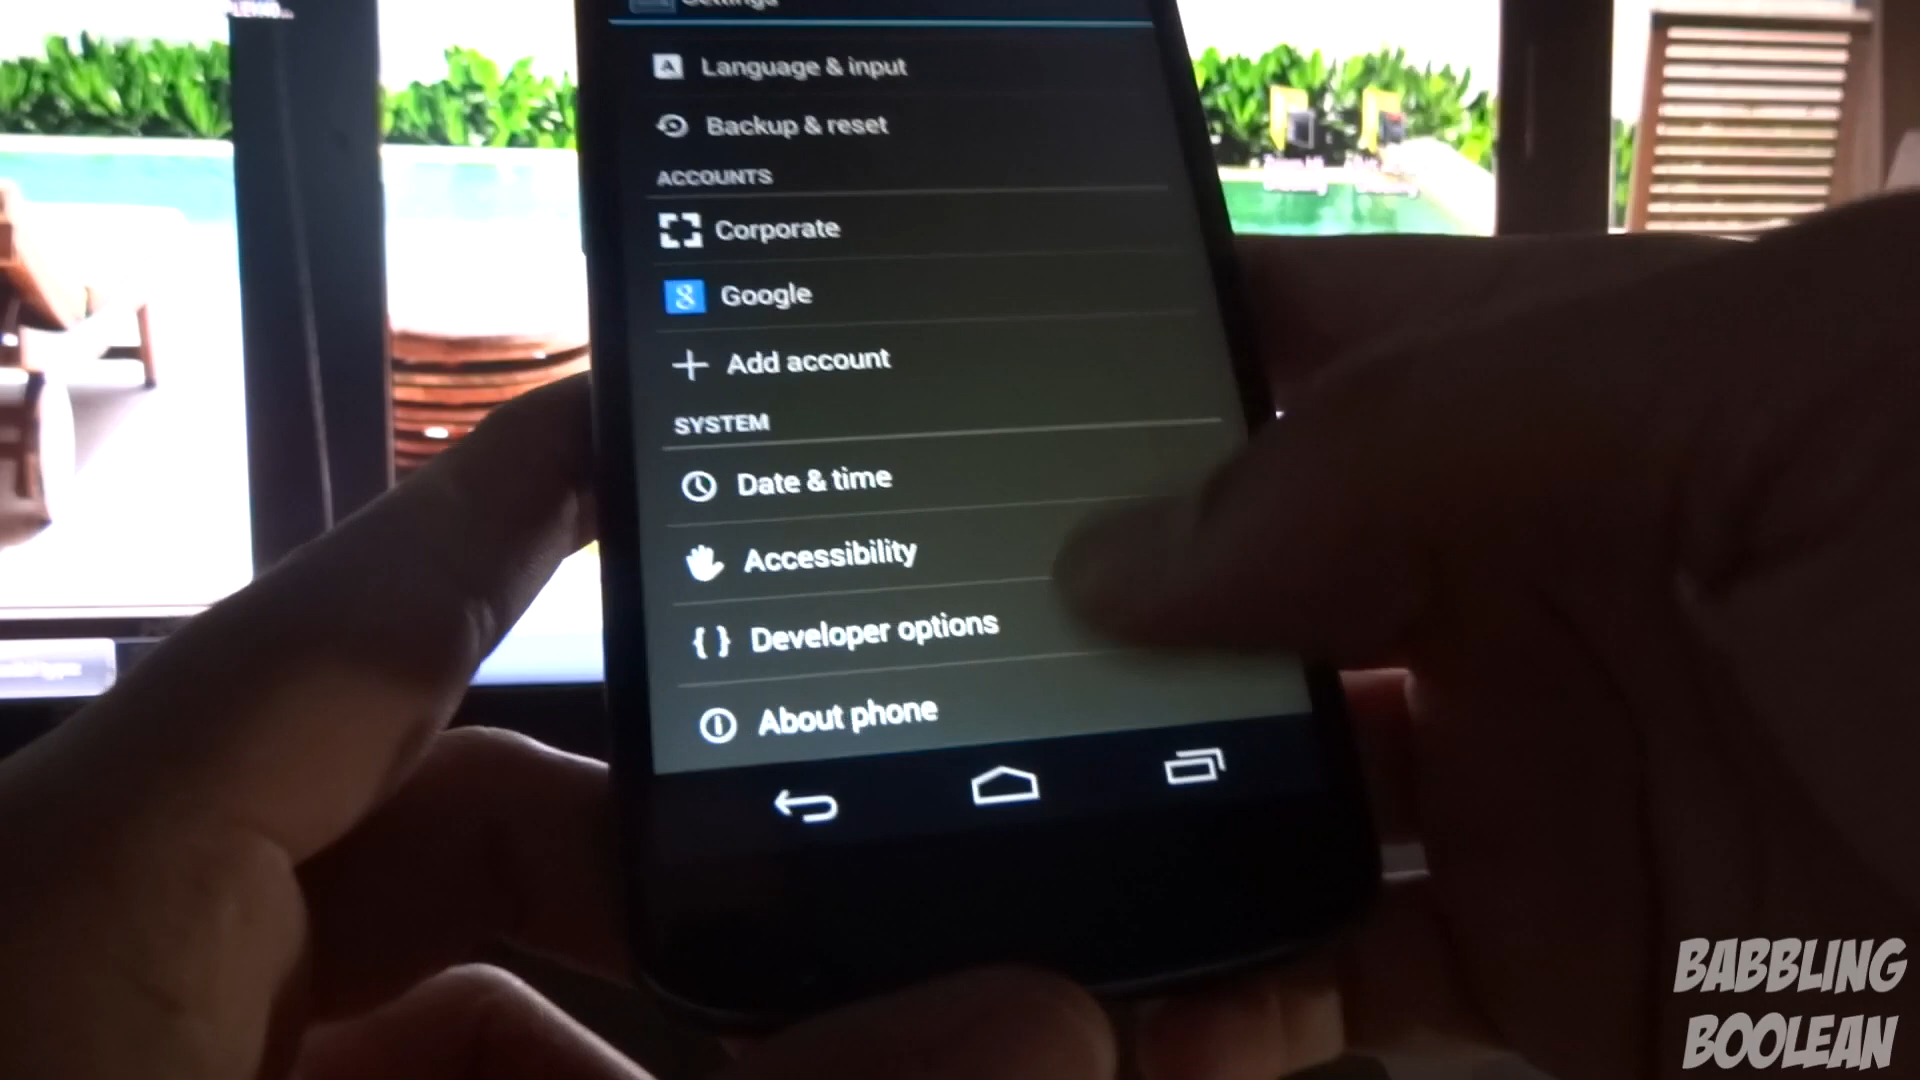 Settings
Language & input
Backup & reset
ACCOUNTS
Corporate
Google
Add account
SYSTEM
Date & time
Accessibility
Developer options
About phone
BABBLING
BOOLEAN